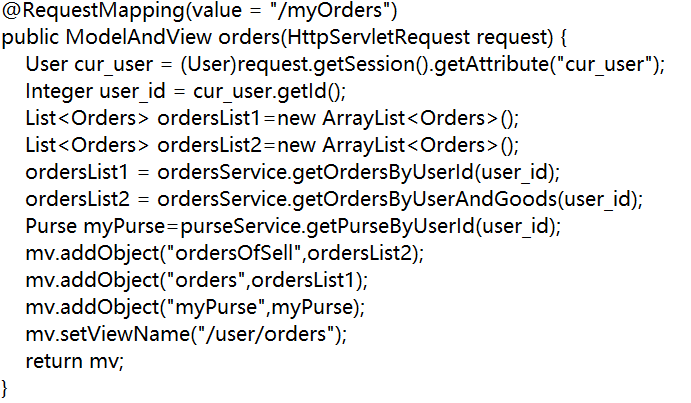 @RequestMapping(value = "/myOrders")
public ModelAndView orders(HttpServletRequest request) {
    User cur_user = (User)request.getSession().getAttribute("cur_user");
    Integer user_id = cur_user.getId();
    List<Orders> ordersList1=new ArrayList<Orders>();
    List<Orders> ordersList2=new ArrayList<Orders>();
    ordersList1 = ordersService.getOrdersByUserId(user_id);
    ordersList2 = ordersService.getOrdersByUserAndGoods(user_id);
    Purse myPurse=purseService.getPurseByUserId(user_id);
    mv.addObject("ordersOfSell",ordersList2);
    mv.addObject("orders",ordersList1);
    mv.addObject("myPurse",myPurse);
    mv.setViewName("/user/orders");
    return mv;
}